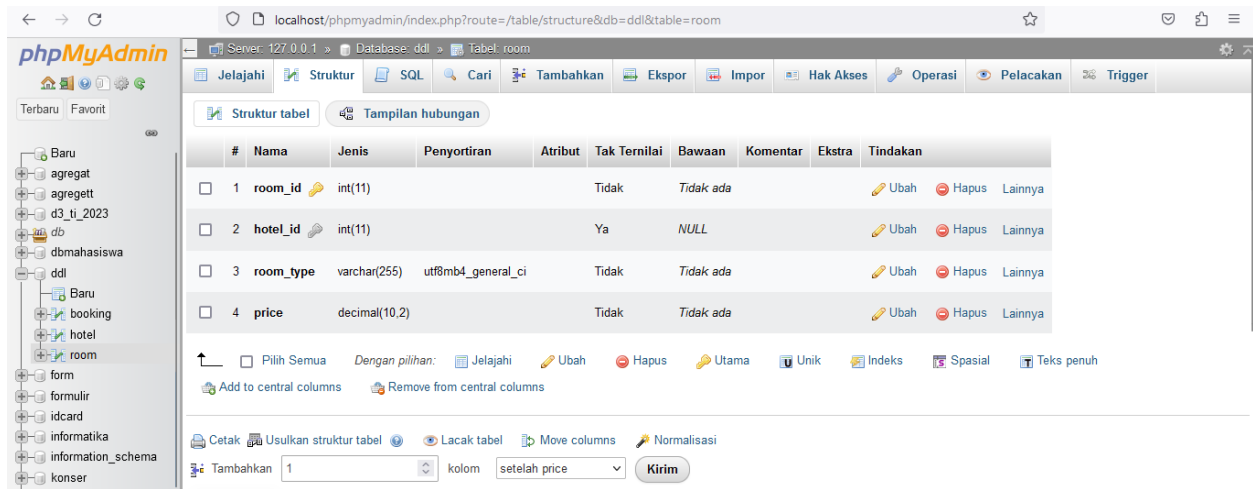 localhost/phpmyadmin/index.php?route=/table/structure&db=ddl&table=room
phpMyAdmin
Terbaru Favorit
Baru
agregat
agregett
d3_ti_2023
db
dbmahasiswa
ddl
Baru
booking
hotel
room
form
formulir
idcard
informatika
information_schema
konser
Server: 127.0.0.1 » Database: ddl » Tabel: room
Jelajahi Struktur SQL Cari Tambahkan Ekspor Impor Hak Akses Operasi Pelacakan Trigger
Struktur tabel Tampilan hubungan
# Nama Jenis Penyortiran Atribut Tak Ternilai Bawaan Komentar Ekstra Tindakan
1 room_id int(11) Tidak Tidak ada Ubah Hapus Lainnya
2 hotel_id int(11) Ya NULL Ubah Hapus Lainnya
3 room_type varchar(255) utf8mb4_general_ci Tidak Tidak ada Ubah Hapus Lainnya
4 price decimal(10,2) Tidak Tidak ada Ubah Hapus Lainnya
Pilih Semua Dengan pilihan: Jelajahi Ubah Hapus Utama Unik Indeks Spasial Teks penuh
Add to central columns Remove from central columns
Cetak Usulkan struktur tabel Lacak tabel Move columns Normalisasi
Tambahkan 1 kolom setelah price Kirim